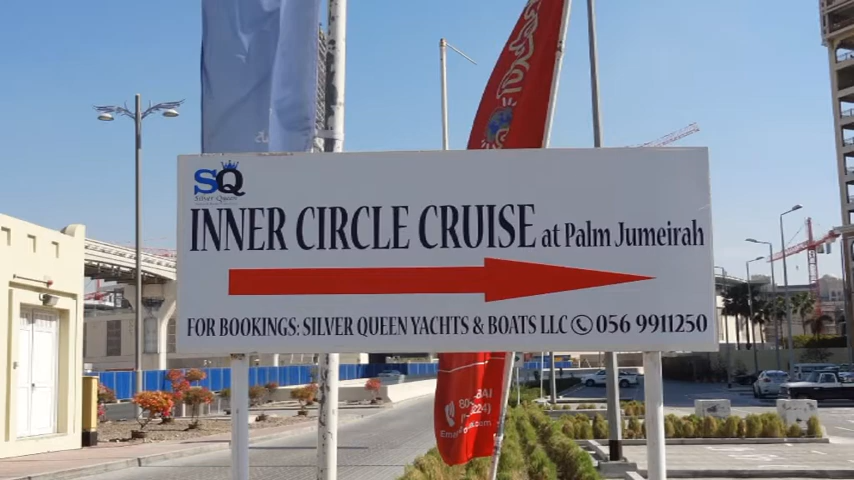 SQ
Silver Queen
INNER CIRCLE CRUISE at Palm Jumeirah
FOR BOOKINGS: SILVER QUEEN YACHTS & BOATS LLC 056 9911250